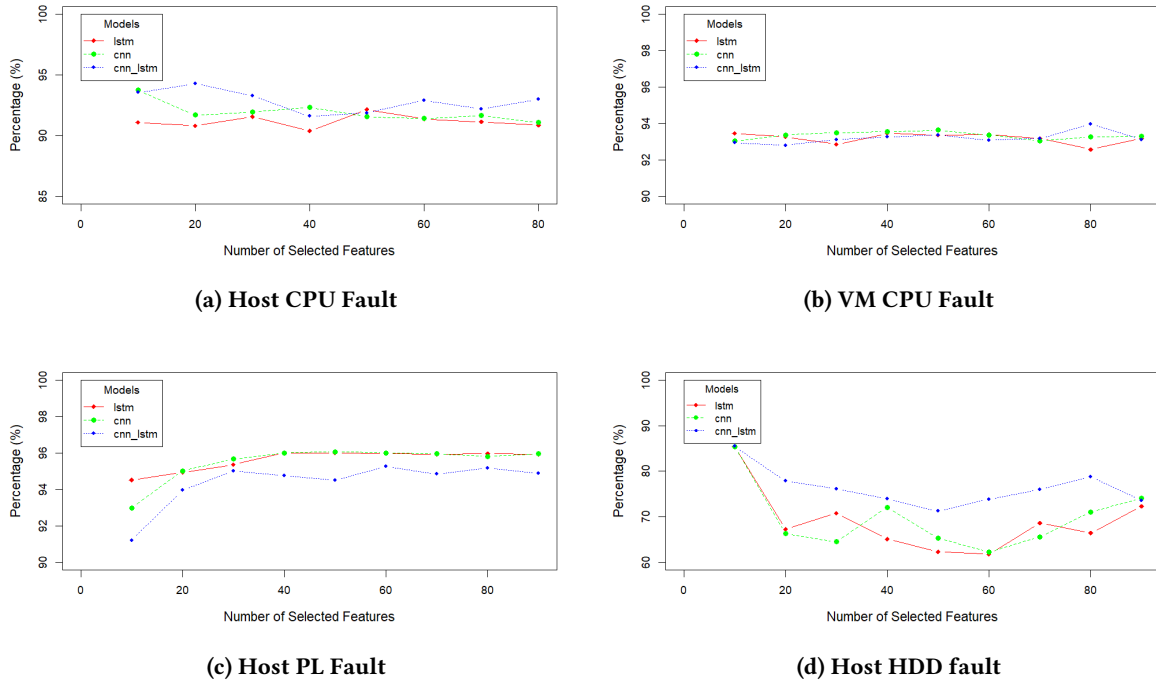 100
95
90
85
Percentage (%)
Models
lstm
cnn
cnn_lstm
0 20 40 60 80
Number of Selected Features
(a) Host CPU Fault
100
98
96
94
92
90
Percentage (%)
Models
lstm
cnn
cnn_lstm
0 20 40 60 80
Number of Selected Features
(b) VM CPU Fault
100
98
96
94
92
90
Percentage (%)
Models
lstm
cnn
cnn_lstm
0 20 40 60 80
Number of Selected Features
(c) Host PL Fault
100
90
80
70
60
Percentage (%)
Models
lstm
cnn
cnn_lstm
0 20 40 60 80
Number of Selected Features
(d) Host HDD fault